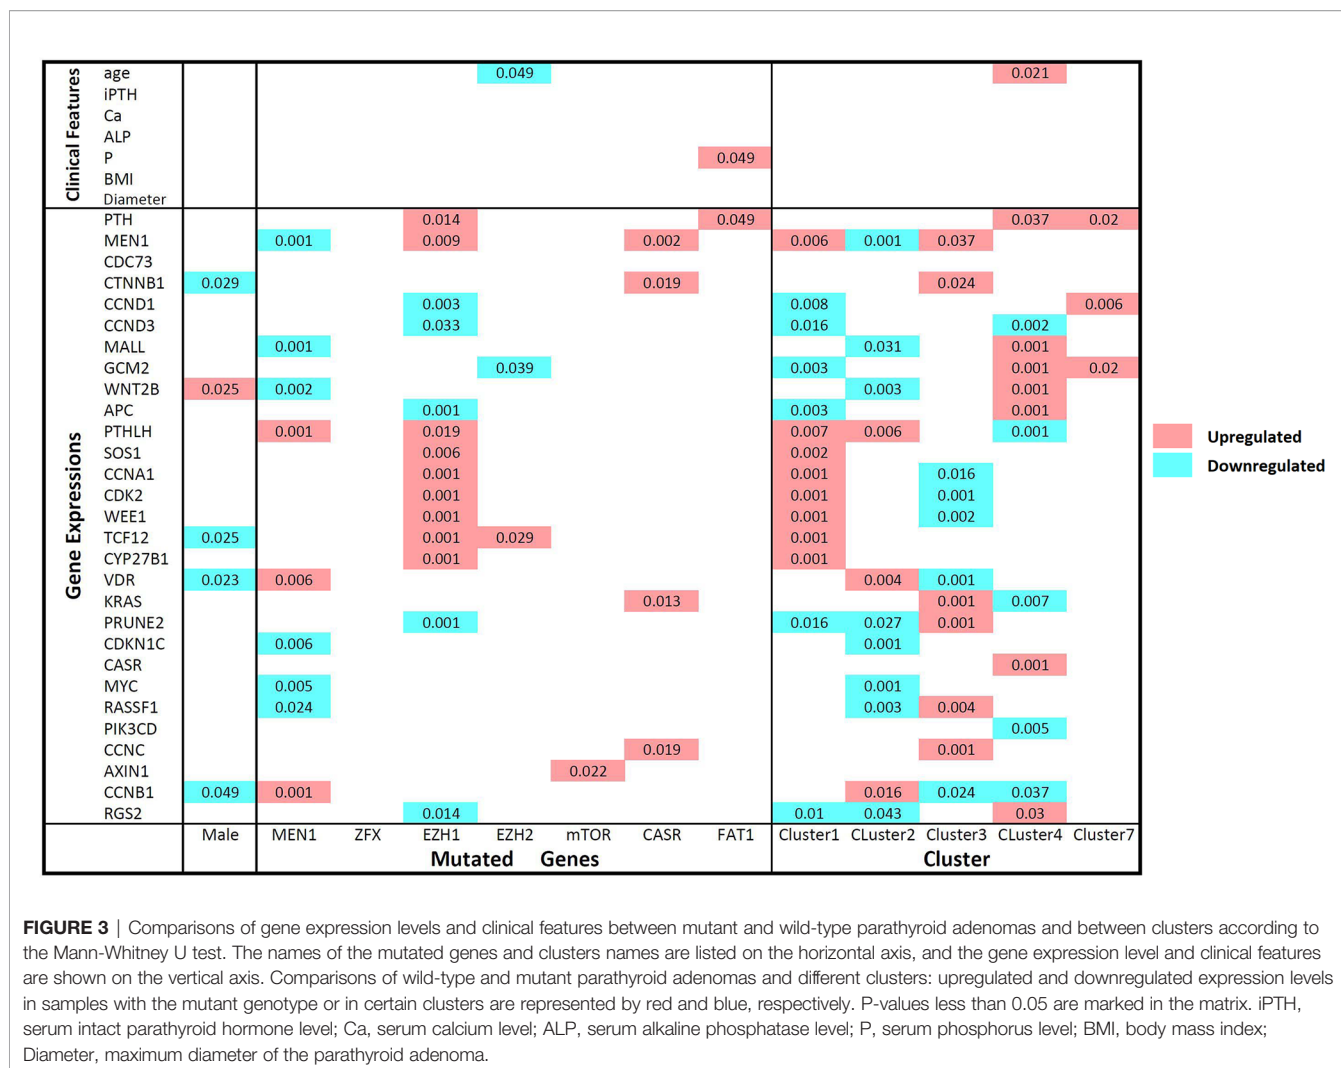 Clinical Features
age 0.049 0.021
iPTH
Ca
ALP
P 0.049
BMI
Diameter
Gene Expressions
PTH 0.014 0.049 0.037 0.02
MEN1 0.001 0.009 0.002 0.006 0.001 0.037
CDC73
CTNNB1 0.029 0.019 0.024
CCND1 0.003 0.008 0.006
CCND3 0.033 0.016 0.002
MALL 0.001 0.031 0.001
GCM2 0.039 0.003 0.001 0.02
WNT2B 0.025 0.002 0.003 0.001
APC 0.001 0.003 0.001
PTHLH 0.001 0.019 0.007 0.006 0.001
SOS1 0.006 0.002
CCNA1 0.001 0.001 0.016
CDK2 0.001 0.001 0.001
WEE1 0.001 0.001 0.002
TCF12 0.025 0.001 0.029 0.001
CYP27B1 0.001 0.001
VDR 0.023 0.006 0.004 0.001
KRAS 0.013 0.001 0.007
PRUNE2 0.001 0.016 0.027 0.001
CDKN1C 0.006 0.001
CASR 0.001
MYC 0.005 0.001
RASSF1 0.024 0.003 0.004
PIK3CD 0.005
CCNC 0.019 0.001
AXIN1 0.022
CCNB1 0.049 0.001 0.016 0.024 0.037
RGS2 0.014 0.01 0.043 0.03
Male MEN1 ZFX EZH1 EZH2 mTOR CASR FAT1 Cluster1 CLuster2 Cluster3 CLuster4 Cluster7
Mutated Genes Cluster
Upregulated
Downregulated
FIGURE 3 | Comparisons of gene expression levels and clinical features between mutant and wild-type parathyroid adenomas and between clusters according to
the Mann-Whitney U test. The names of the mutated genes and clusters names are listed on the horizontal axis, and the gene expression level and clinical features
are shown on the vertical axis. Comparisons of wild-type and mutant parathyroid adenomas and different clusters: upregulated and downregulated expression levels
in samples with the mutant genotype or in certain clusters are represented by red and blue, respectively. P-values less than 0.05 are marked in the matrix. iPTH,
serum intact parathyroid hormone level; Ca, serum calcium level; ALP, serum alkaline phosphatase level; P, serum phosphorus level; BMI, body mass index;
Diameter, maximum diameter of the parathyroid adenoma.